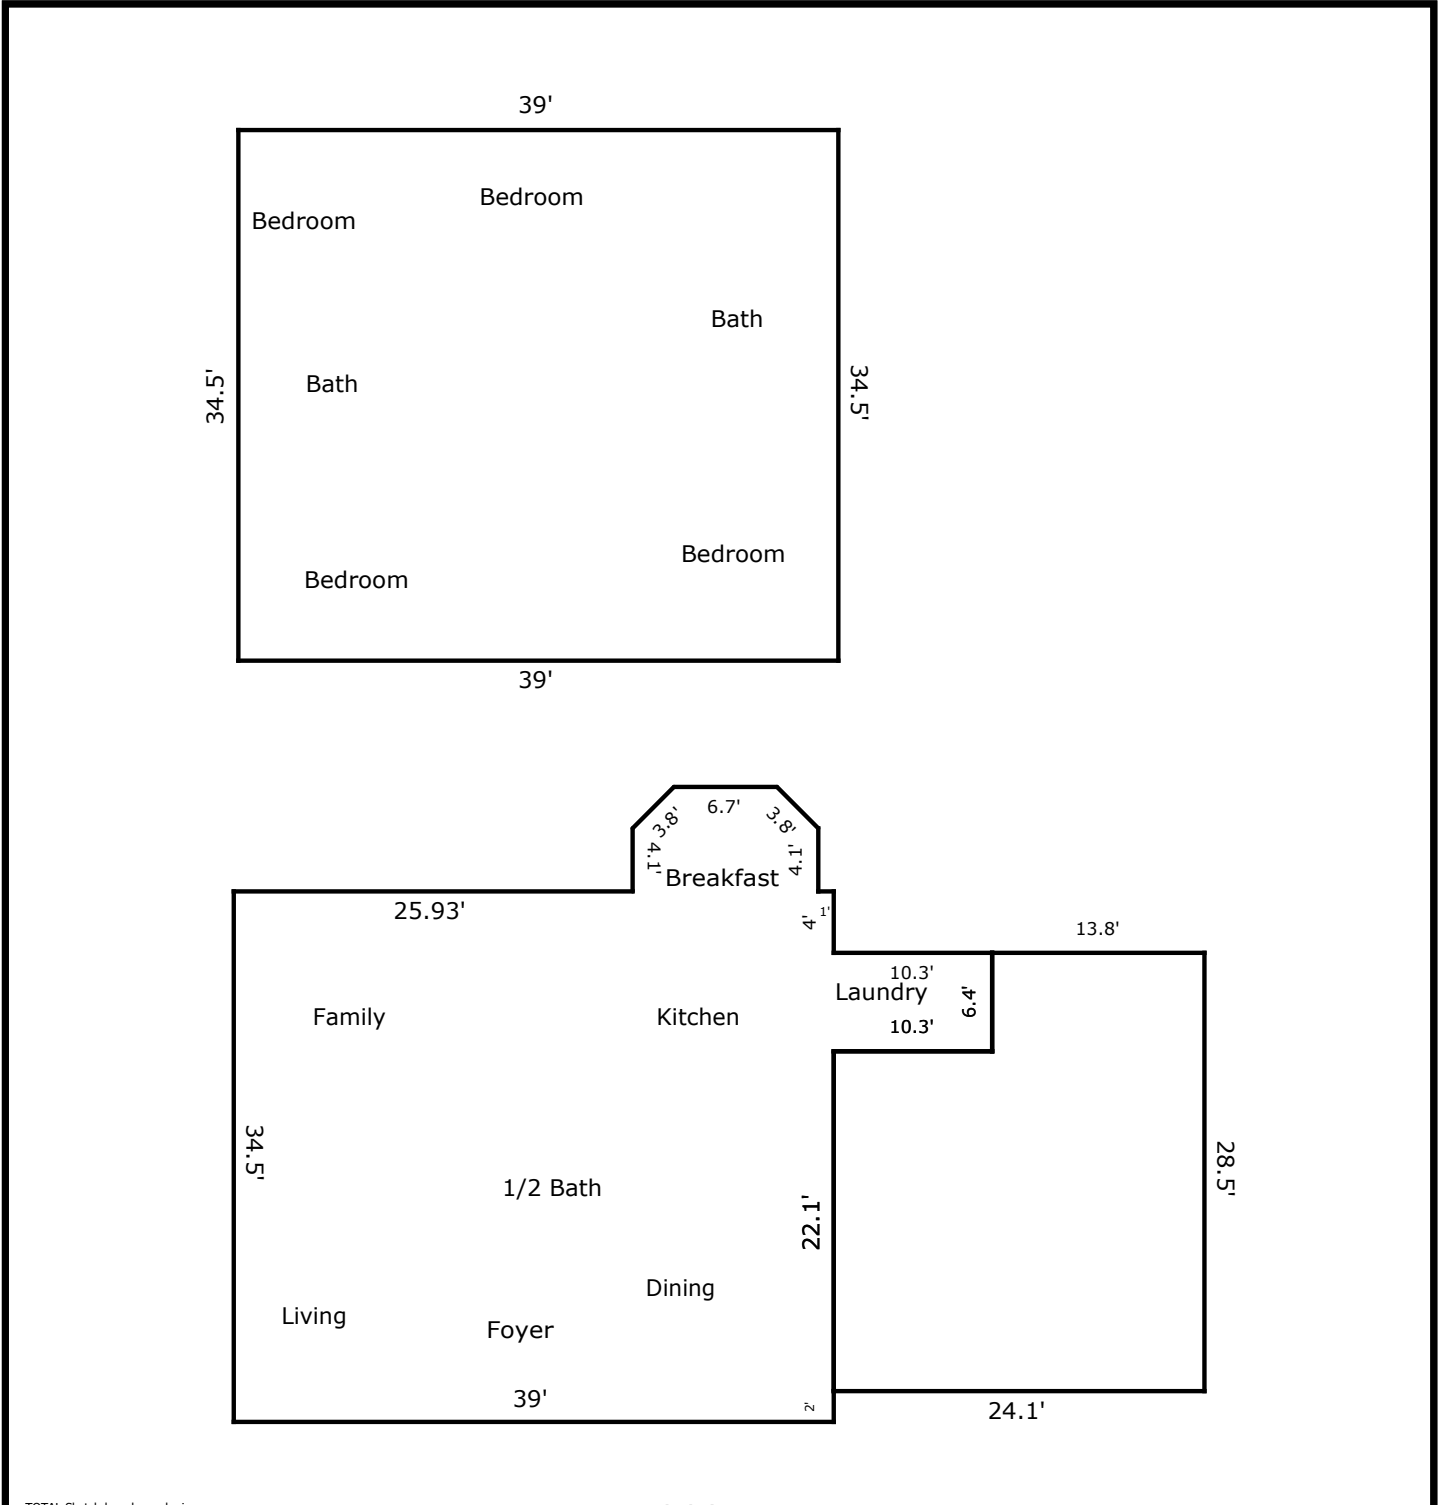 39'
Bedroom
Bedroom
Bath
34.5'
34.5'
Bath
Bedroom
Bedroom
39'
6.7'
3.8'
3.8'
4.1'
4.1'
Breakfast
25.93'
4'
1'
13.8'
10.3'
Laundry
6.4'
10.3'
Family
Kitchen
34.5'
28.5'
1/2 Bath
22.1'
Dining
Living
Foyer
39'
2'
24.1'